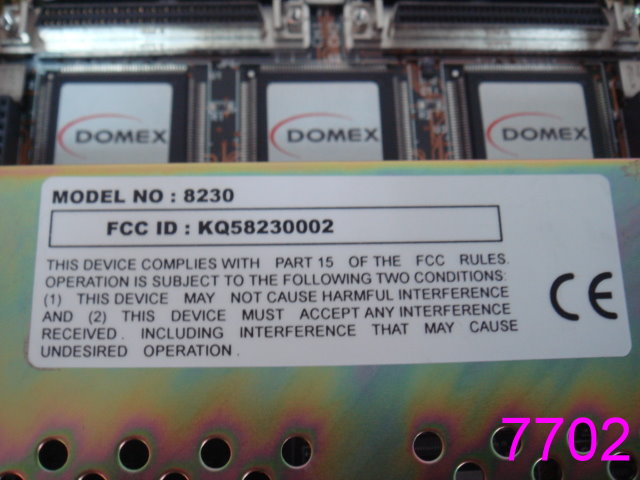 DOMEX DOMEX DOMEX
MODEL NO : 8230
FCC ID : KQ58230002
THIS DEVICE COMPLIES WITH PART 15 OF THE FCC RULES.
OPERATION IS SUBJECT TO THE FOLLOWING TWO CONDITIONS:
(1) THIS DEVICE MAY NOT CAUSE HARMFUL INTERFERENCE
AND (2) THIS DEVICE MUST ACCEPT ANY INTERFERENCE
RECEIVED . INCLUDING INTERFERENCE THAT MAY CAUSE
UNDESIRED OPERATION .
CE
7702